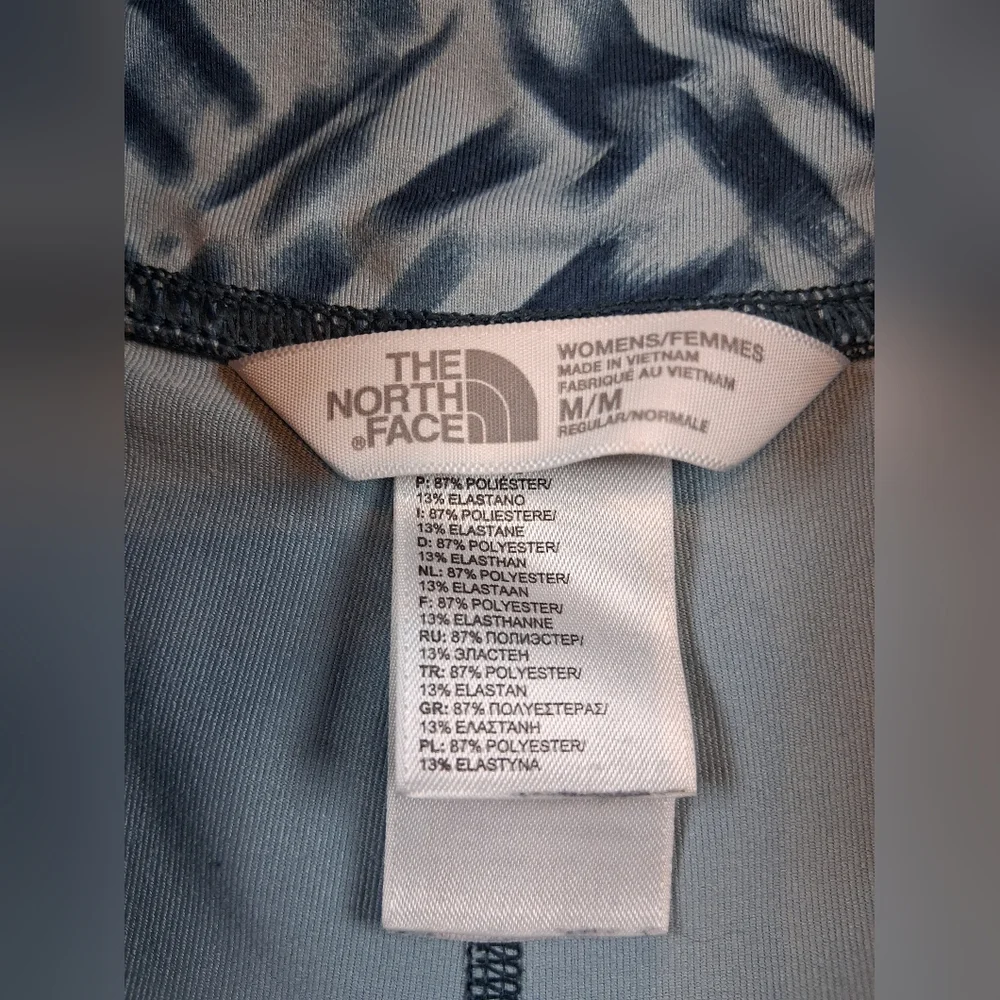 THE
NORTH
®FACE
WOMENS/FEMMES
MADE IN VIETNAM
FABRIQUE AU VIETNAM
M/M
REGULAR/NORMALE
P: 87% POLIÉSTER/
13% ELASTANO
I: 87% POLIESTERE/
13% ELASTANE
D: 87% POLYESTER/
13% ELASTHAN
NL: 87% POLYESTER/
13% ELASTAAN
F: 87% POLYESTER/
13% ELASTHANNE
RU: 87% ПОЛИЭСТЕР/
13% ЭЛАСТЕН
TR: 87% POLYESTER/
13% ELASTAN
GR: 87% ΠΟΛΥΕΣΤΕΡΑΣ/
13% ΕΛΑΣΤΑΝΗ
PL: 87% POLYESTER/
13% ELASTYNA